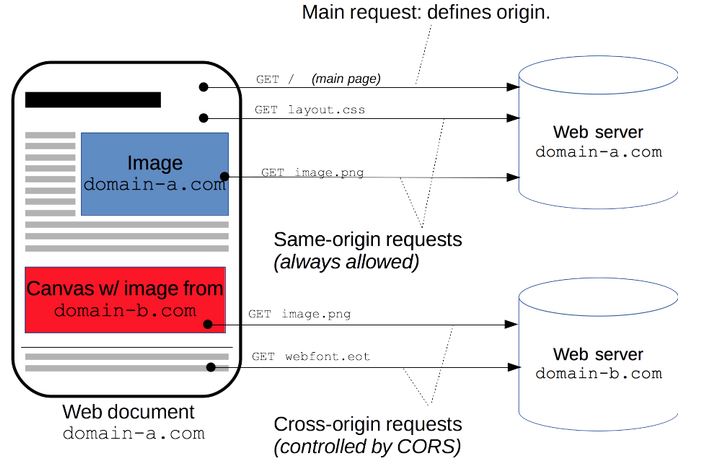 Main request: defines origin.
GET / (main page)
GET layout.css
Image
domain-a.com
GET image.png
Web server
domain-a.com
Same-origin requests
(always allowed)
Canvas w/ image from
domain-b.com
GET image.png
GET webfont.eot
Web server
domain-b.com
Web document
domain-a.com
Cross-origin requests
(controlled by CORS)